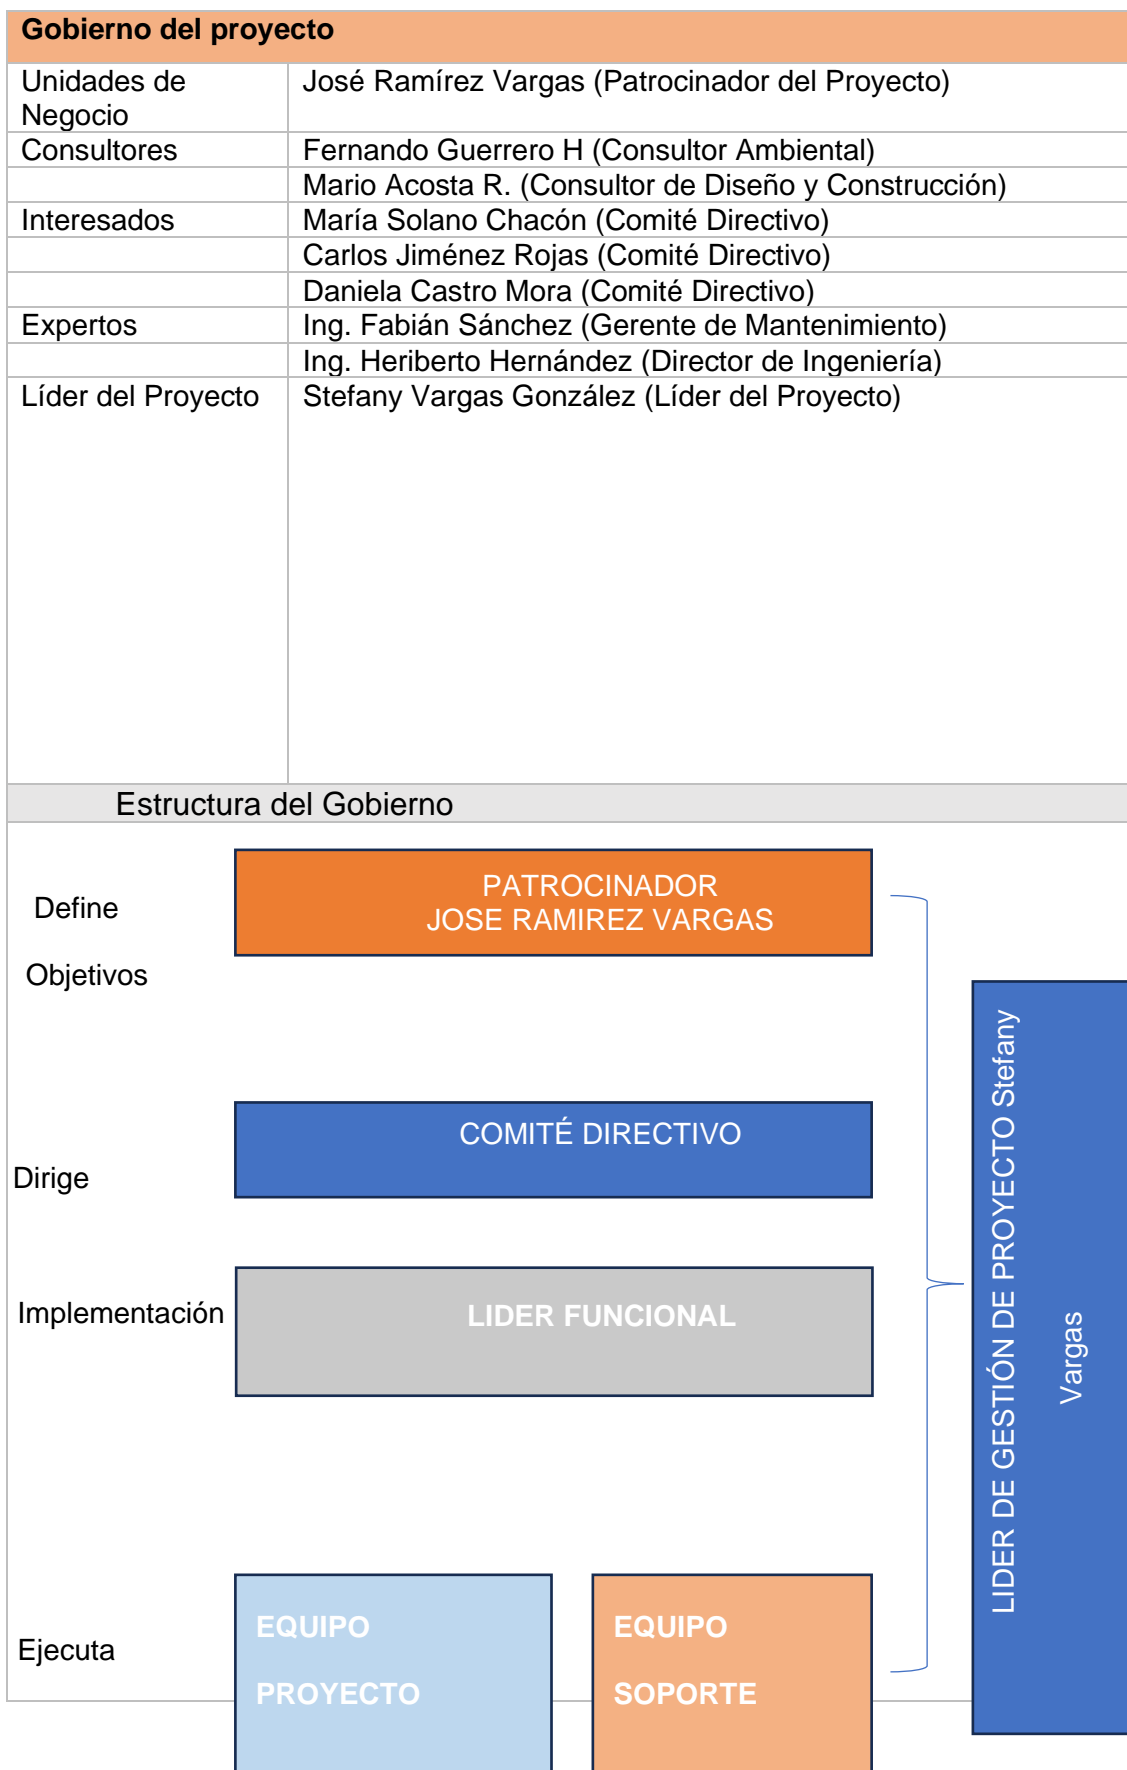 Gobierno del proyecto
Unidades de Negocio
José Ramírez Vargas (Patrocinador del Proyecto)
Consultores
Fernando Guerrero H (Consultor Ambiental)
Mario Acosta R. (Consultor de Diseño y Construcción)
Interesados
María Solano Chacón (Comité Directivo)
Carlos Jiménez Rojas (Comité Directivo)
Daniela Castro Mora (Comité Directivo)
Expertos
Ing. Fabián Sánchez (Gerente de Mantenimiento)
Ing. Heriberto Hernández (Director de Ingeniería)
Líder del Proyecto
Stefany Vargas González (Líder del Proyecto)
Estructura del Gobierno
Define
Objetivos
PATROCINADOR
JOSE RAMIREZ VARGAS
Dirige
COMITÉ DIRECTIVO
Implementación
LIDER FUNCIONAL
Ejecuta
EQUIPO
PROYECTO
EQUIPO
SOPORTE
LIDER DE GESTIÓN DE PROYECTO Stefany
Vargas